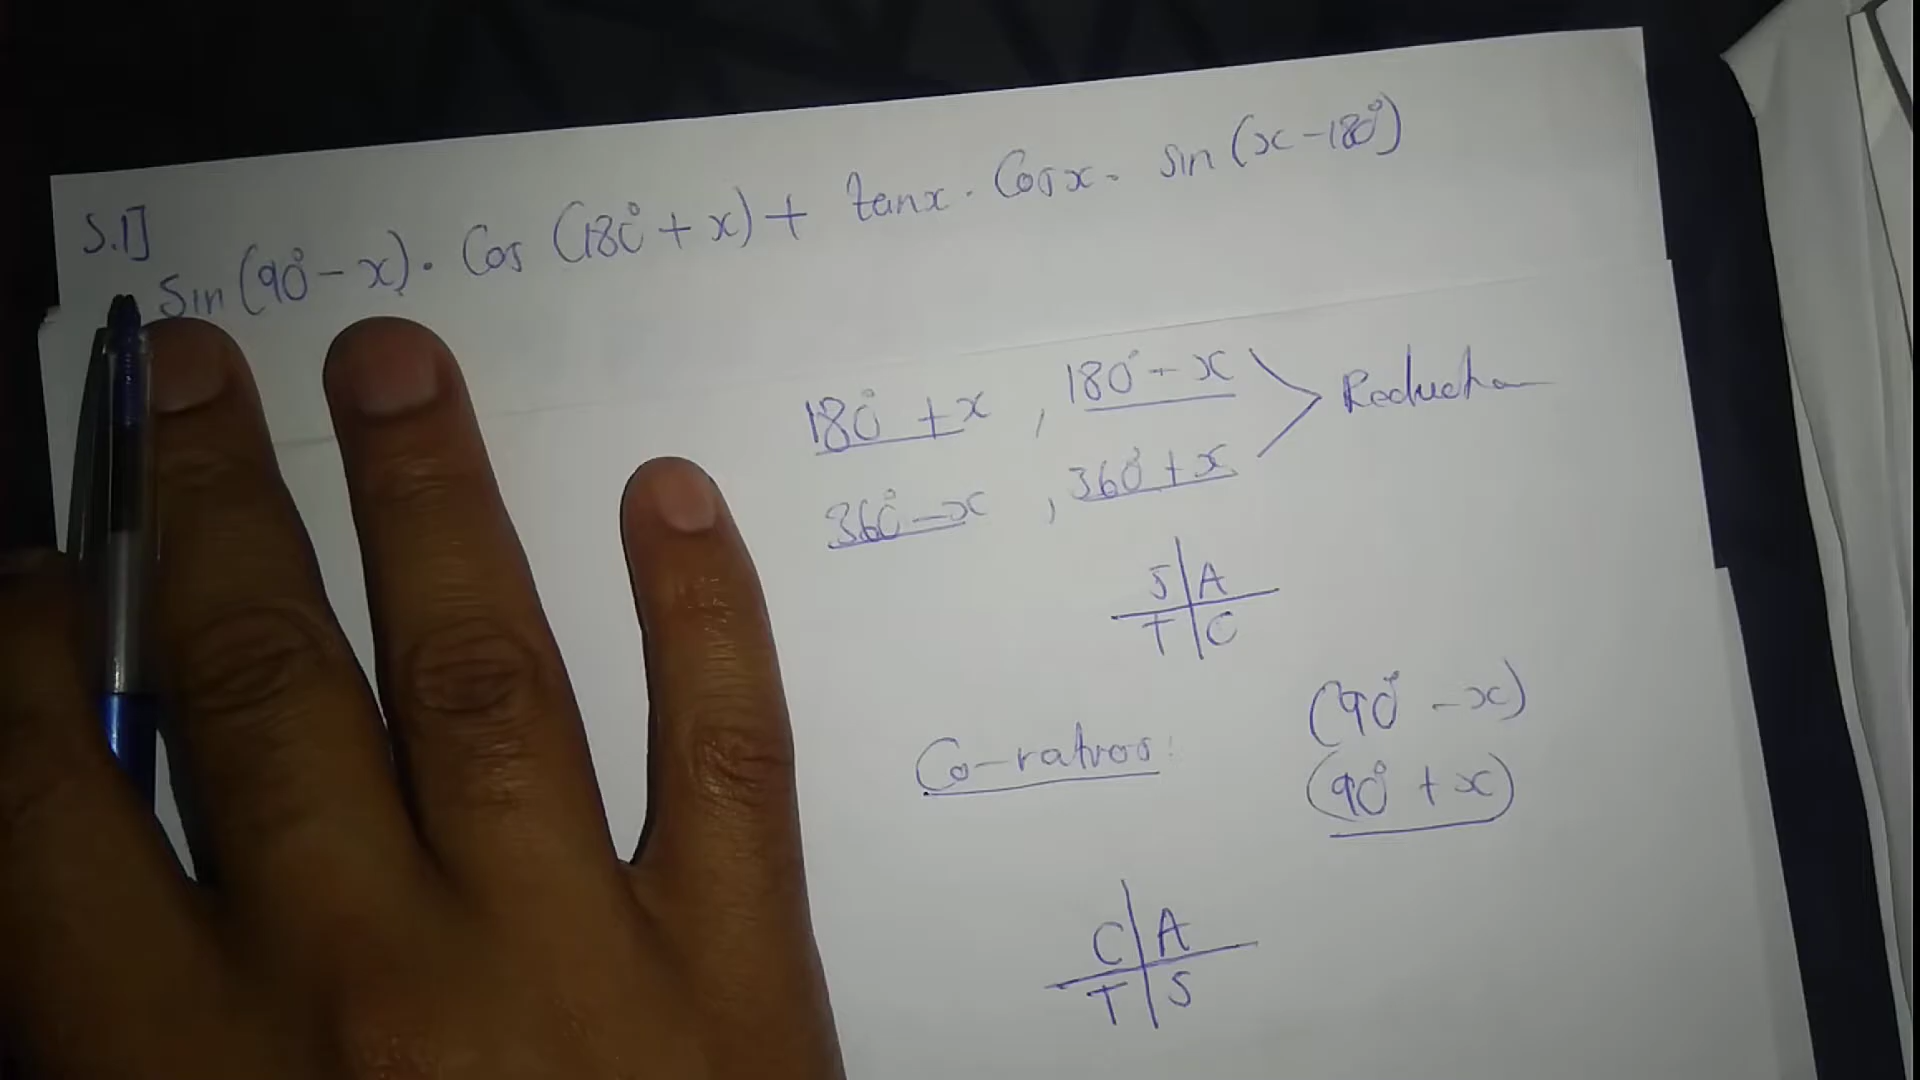 5.1]
Sin (90° - x) . Cos (180° + x) + tan x . Cos x . sin (x - 180°)
180° + x , 180° - x
Reduction
360° - x , 360° + x
S A
T C
Co-ratios:
(90° - x)
(90° + x)
C A
T S